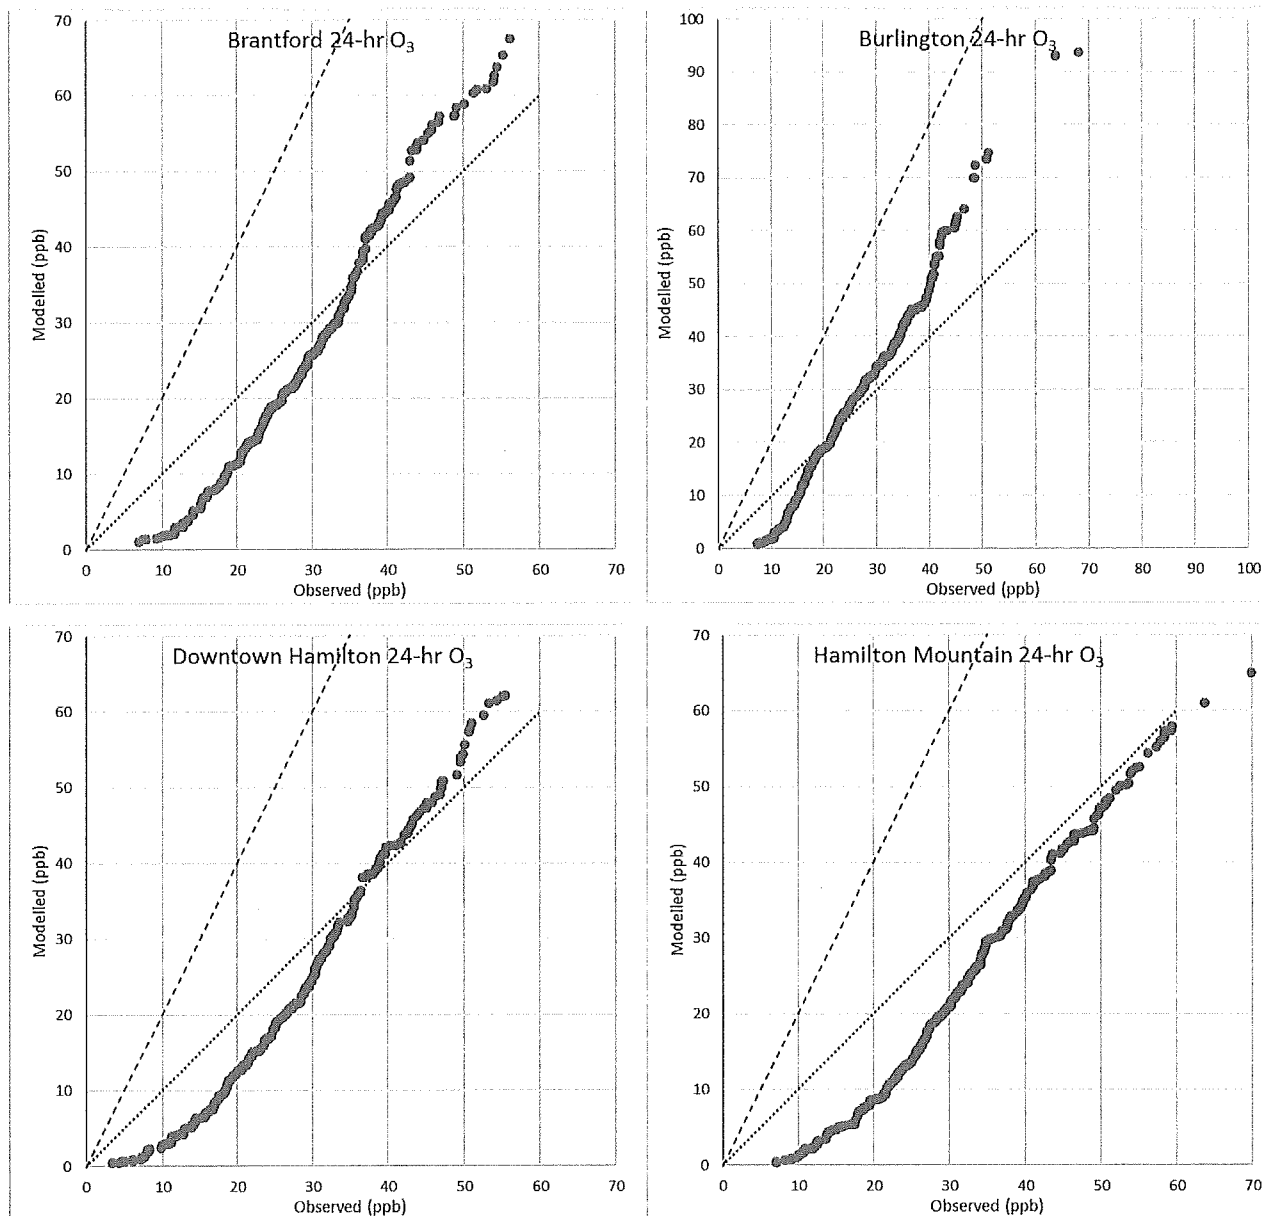 Brantford 24-hr O3
Modelled (ppb)
70
60
50
40
30
20
10
0
0 10 20 30 40 50 60 70
Observed (ppb)
Burlington 24-hr O3
Modelled (ppb)
100
90
80
70
60
50
40
30
20
10
0
0 10 20 30 40 50 60 70 80 90 100
Observed (ppb)
Downtown Hamilton 24-hr O3
Modelled (ppb)
70
60
50
40
30
20
10
0
0 10 20 30 40 50 60 70
Observed (ppb)
Hamilton Mountain 24-hr O3
Modelled (ppb)
70
60
50
40
30
20
10
0
0 10 20 30 40 50 60 70
Observed (ppb)